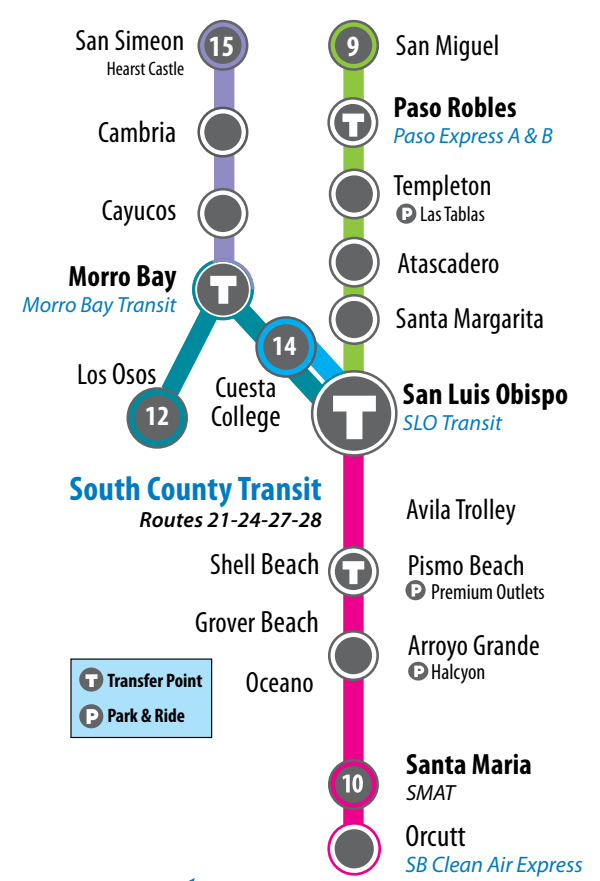 15
San Simeon
Hearst Castle
9
San Miguel
Cambria
T
Paso Robles
Paso Express A & B
Cayucos
Templeton
P Las Tablas
Atascadero
Morro Bay
Morro Bay Transit
T
Santa Margarita
14
Los Osos
12
Cuesta
College
T
San Luis Obispo
SLO Transit
South County Transit
Routes 21-24-27-28
Avila Trolley
Shell Beach
T
Pismo Beach
P Premium Outlets
Grover Beach
Arroyo Grande
P Halcyon
Oceano
T Transfer Point
P Park & Ride
10
Santa Maria
SMAT
Orcutt
SB Clean Air Express